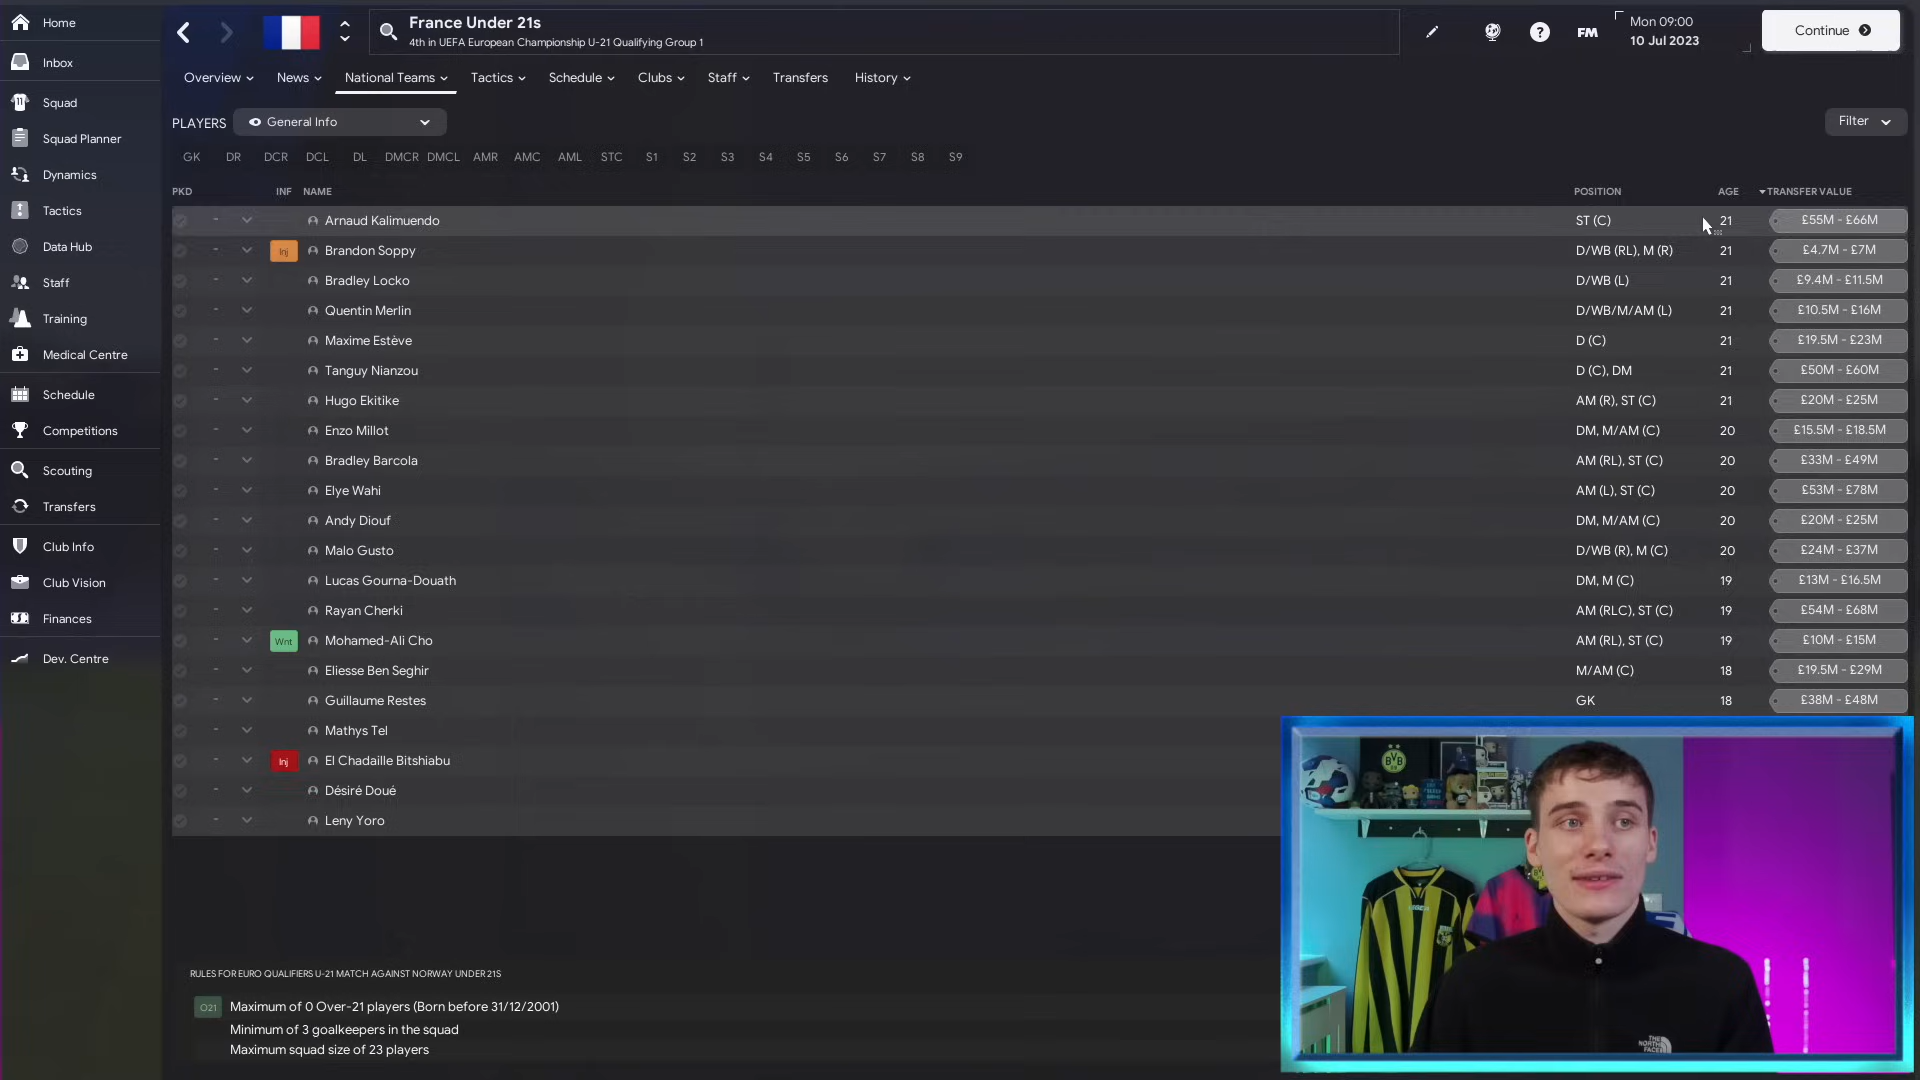 Home
Inbox
Squad
Squad Planner
Dynamics
Tactics
Data Hub
Staff
Training
Medical Centre
Schedule
Competitions
Scouting
Transfers
Club Info
Club Vision
Finances
Dev. Centre
France Under 21s
4th in UEFA European Championship U-21 Qualifying Group 1
? FM
Mon 09:00
10 Jul 2023
Continue
Overview News National Teams Tactics Schedule Clubs Staff Transfers History
PLAYERS General Info Filter
GK DR DCR DCL DL DMCR DMCL AMR AMC AML STC S1 S2 S3 S4 S5 S6 S7 S8 S9
PKD INF NAME POSITION AGE TRANSFER VALUE
- Arnaud Kalimuendo ST (C) 21 £55M - £66M
- Inj Brandon Soppy D/WB (RL), M (R) 21 £4.7M - £7M
- Bradley Locko D/WB (L) 21 £9.4M - £11.5M
- Quentin Merlin D/WB/M/AM (L) 21 £10.5M - £16M
- Maxime Estève D (C) 21 £19.5M - £23M
- Tanguy Nianzou D (C), DM 21 £50M - £60M
- Hugo Ekitike AM (R), ST (C) 21 £20M - £25M
- Enzo Millot DM, M/AM (C) 20 £15.5M - £18.5M
- Bradley Barcola AM (RL), ST (C) 20 £33M - £49M
- Elye Wahi AM (L), ST (C) 20 £53M - £78M
- Andy Diouf DM, M/AM (C) 20 £20M - £25M
- Malo Gusto D/WB (R), M (C) 20 £24M - £37M
- Lucas Gourna-Douath DM, M (C) 19 £13M - £16.5M
- Rayan Cherki AM (RLC), ST (C) 19 £54M - £68M
- Wnt Mohamed-Ali Cho AM (RL), ST (C) 19 £10M - £15M
- Eliesse Ben Seghir M/AM (C) 18 £19.5M - £29M
- Guillaume Restes GK 18 £38M - £48M
- Mathys Tel
- Inj El Chadaille Bitshiabu
- Désiré Doué
- Leny Yoro
RULES FOR EURO QUALIFIERS U-21 MATCH AGAINST NORWAY UNDER 21S
O21 Maximum of 0 Over-21 players (Born before 31/12/2001)
Minimum of 3 goalkeepers in the squad
Maximum squad size of 23 players
BVB
THE
NORTH
FACE